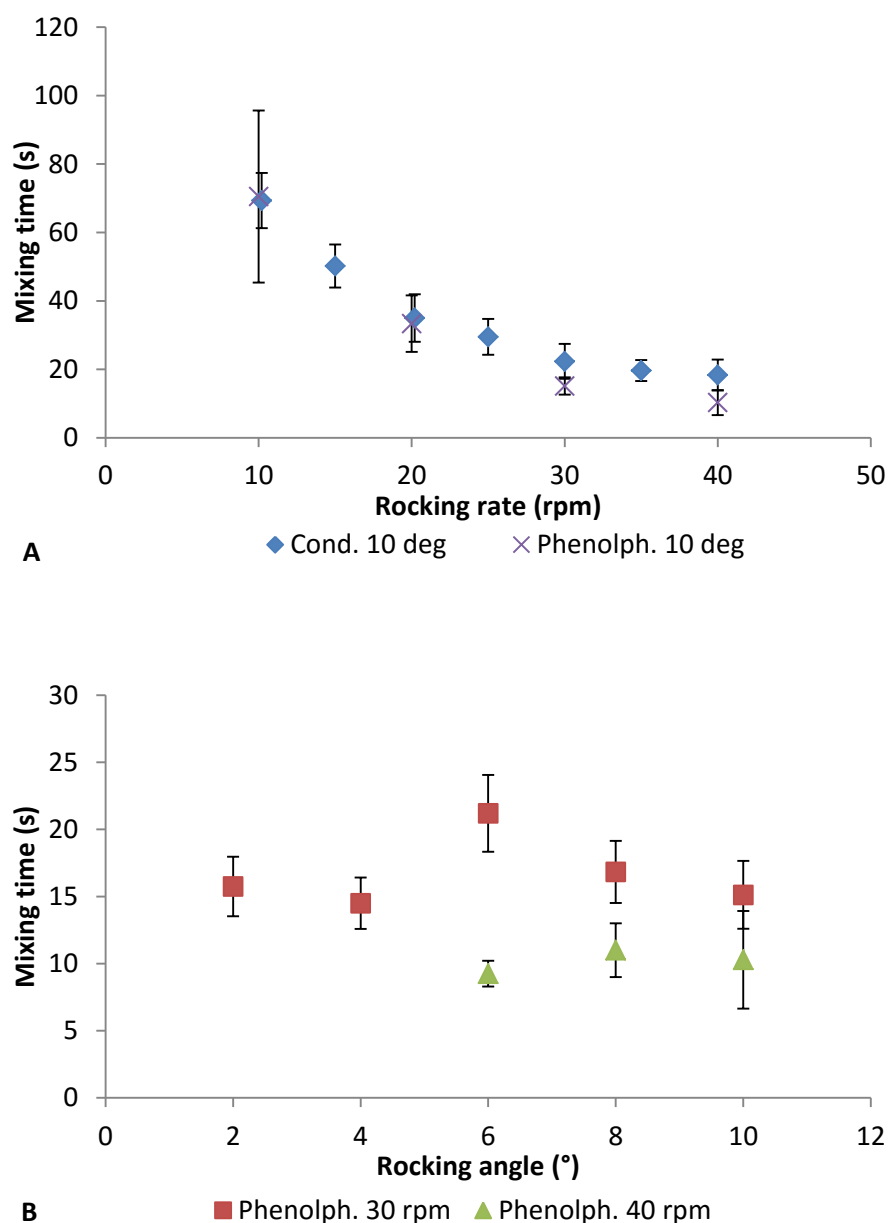 120
100
80
60
40
20
0
Mixing time (s)
0 10 20 30 40 50
Rocking rate (rpm)
Cond. 10 deg Phenolph. 10 deg
A
30
25
20
15
10
5
0
Mixing time (s)
0 2 4 6 8 10 12
Rocking angle (°)
B Phenolph. 30 rpm Phenolph. 40 rpm